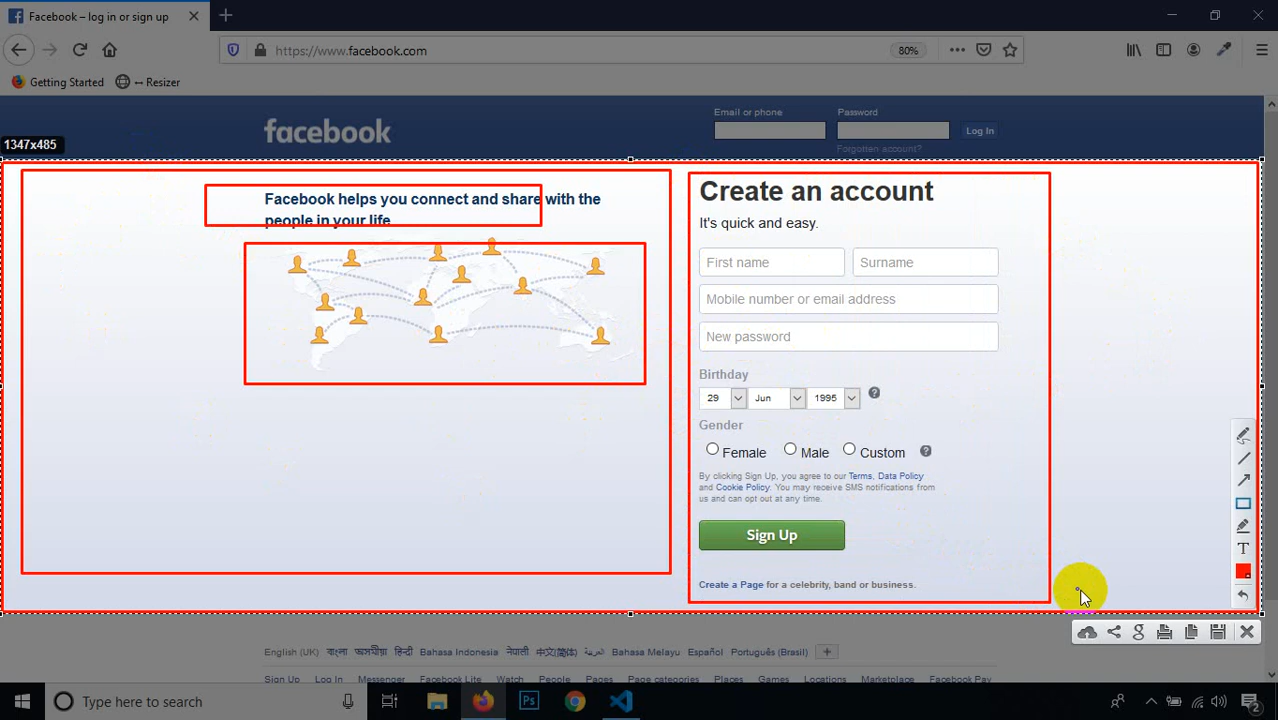 Facebook – log in or sign up
https://www.facebook.com
80%
Getting Started
Resizer
facebook
Email or phone
Password
Log In
Forgotten account?
1347x485
Facebook helps you connect and share with the
people in your life
Create an account
It's quick and easy.
First name
Surname
Mobile number or email address
New password
Birthday
29
Jun
1995
Gender
Female
Male
Custom
By clicking Sign Up, you agree to our Terms, Data Policy
and Cookie Policy. You may receive SMS notifications from
us and can opt out at any time.
Sign Up
Create a Page for a celebrity, band or business.
English (UK) বাংলা অসমীয়া हिन्दी Bahasa Indonesia नेपाली 中文(简体) العربية Bahasa Melayu Español Português (Brasil)
Sign Up Log In Messenger Facebook Lite Watch People Pages Page categories Places Games Locations Marketplace Facebook Pay
Type here to search